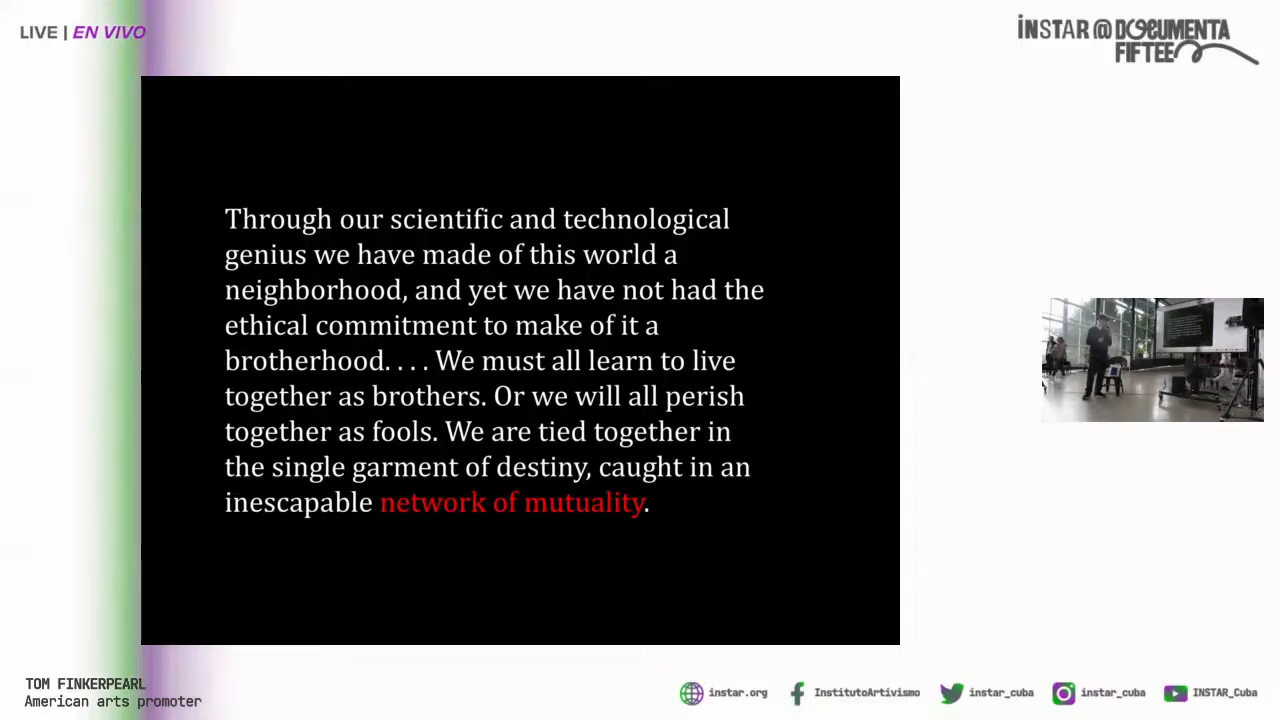 LIVE | EN VIVO
iNSTAR @ DOCUMENTA
FIFTEE
Through our scientific and technological
genius we have made of this world a
neighborhood, and yet we have not had the
ethical commitment to make of it a
brotherhood. . . . We must all learn to live
together as brothers. Or we will all perish
together as fools. We are tied together in
the single garment of destiny, caught in an
inescapable network of mutuality.
TOM FINKERPEARL
American arts promoter
instar.org
InstitutoArtivismo
instar_cuba
instar_cuba
INSTAR_Cuba